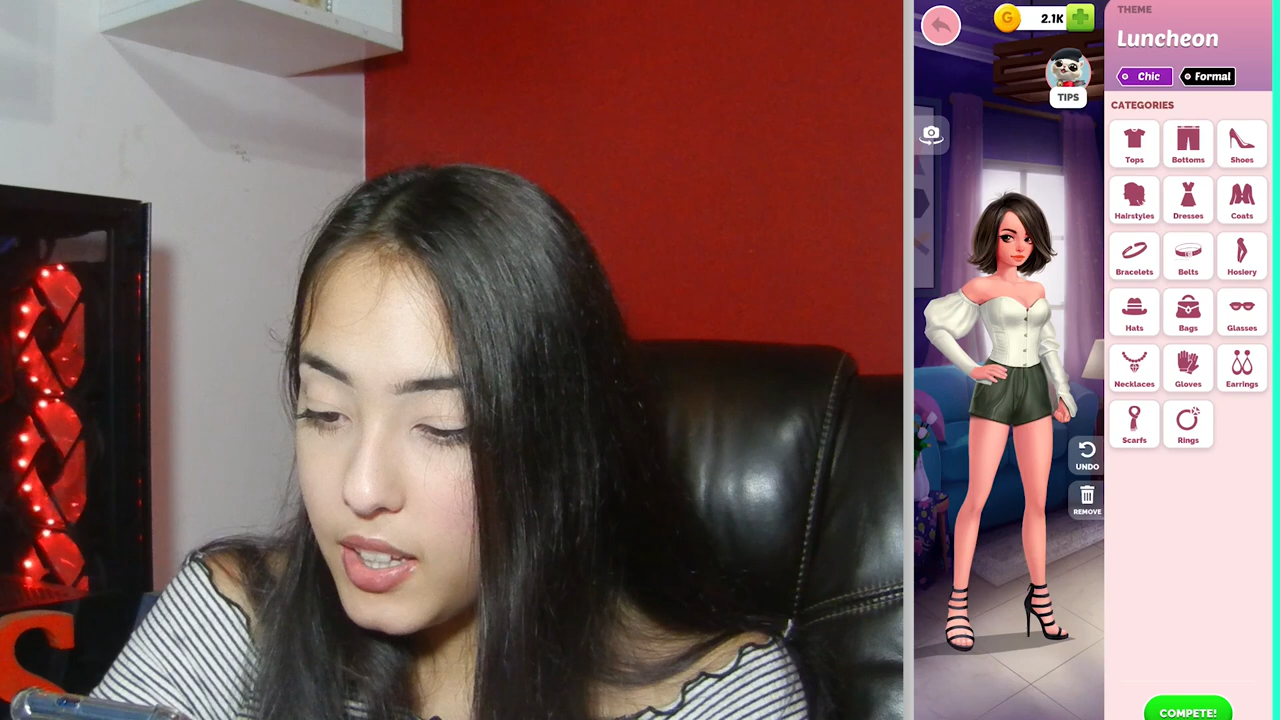 THEME
Luncheon
Chic Formal
G 2.1K
TIPS
CATEGORIES
Tops Bottoms Shoes
Hairstyles Dresses Coats
Bracelets Belts Hosiery
Hats Bags Glasses
Necklaces Gloves Earrings
Scarfs Rings
UNDO
REMOVE
COMPETE!